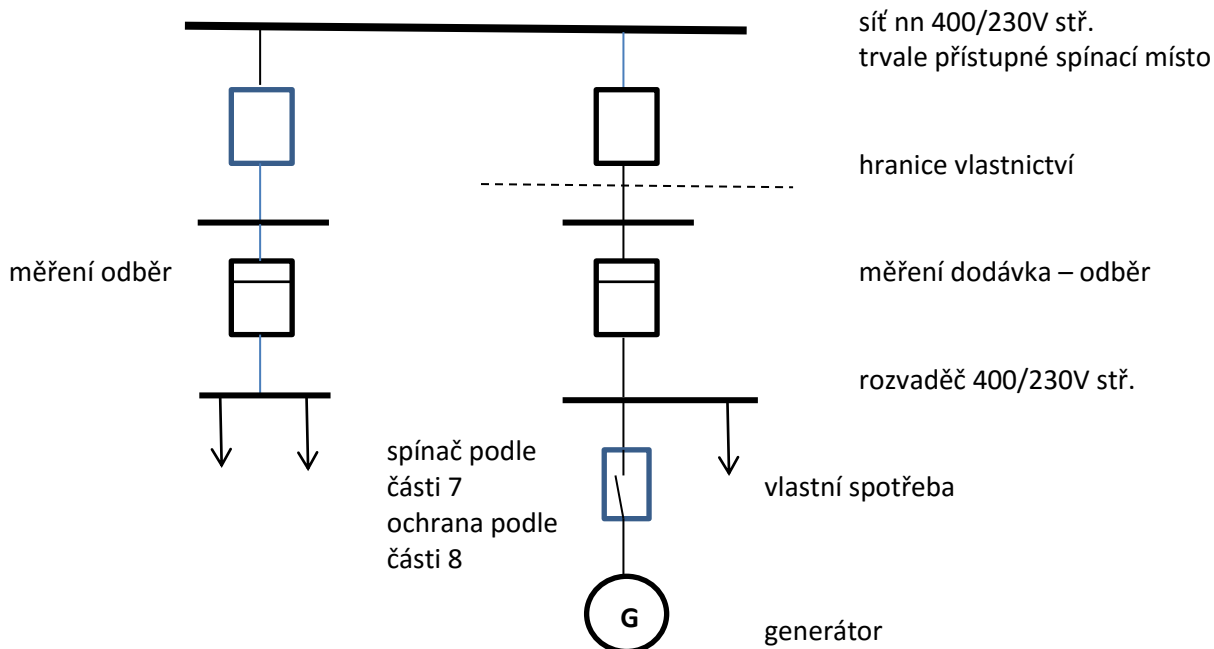 síť nn 400/230V stř.
trvale přístupné spínací místo
hranice vlastnictví
měření odběr
měření dodávka – odběr
rozvaděč 400/230V stř.
spínač podle
části 7
ochrana podle
části 8
vlastní spotřeba
G
generátor